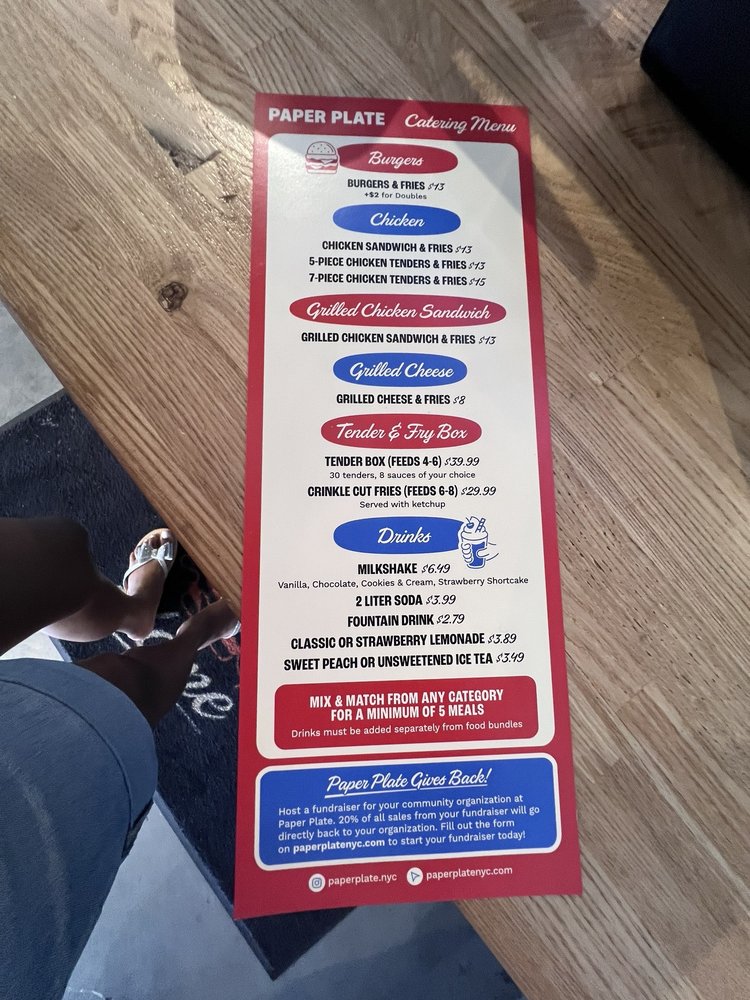 PAPER PLATE Catering Menu
Burgers
BURGERS & FRIES $13
+$2 for Doubles
Chicken
CHICKEN SANDWICH & FRIES $13
5-PIECE CHICKEN TENDERS & FRIES $13
7-PIECE CHICKEN TENDERS & FRIES $15
Grilled Chicken Sandwich
GRILLED CHICKEN SANDWICH & FRIES $13
Grilled Cheese
GRILLED CHEESE & FRIES $8
Tender & Fry Box
TENDER BOX (FEEDS 4-6) $39.99
30 tenders, 8 sauces of your choice
CRINKLE CUT FRIES (FEEDS 6-8) $29.99
Served with ketchup
Drinks
MILKSHAKE $6.49
Vanilla, Chocolate, Cookies & Cream, Strawberry Shortcake
2 LITER SODA $3.99
FOUNTAIN DRINK $2.79
CLASSIC OR STRAWBERRY LEMONADE $3.89
SWEET PEACH OR UNSWEETENED ICE TEA $3.49
MIX & MATCH FROM ANY CATEGORY
FOR A MINIMUM OF 5 MEALS
Drinks must be added separately from food bundles
Paper Plate Gives Back!
Host a fundraiser for your community organization at
Paper Plate. 20% of all sales from your fundraiser will go
directly back to your organization. Fill out the form
on paperplatenyc.com to start your fundraiser today!
paperplate.nyc paperplatenyc.com